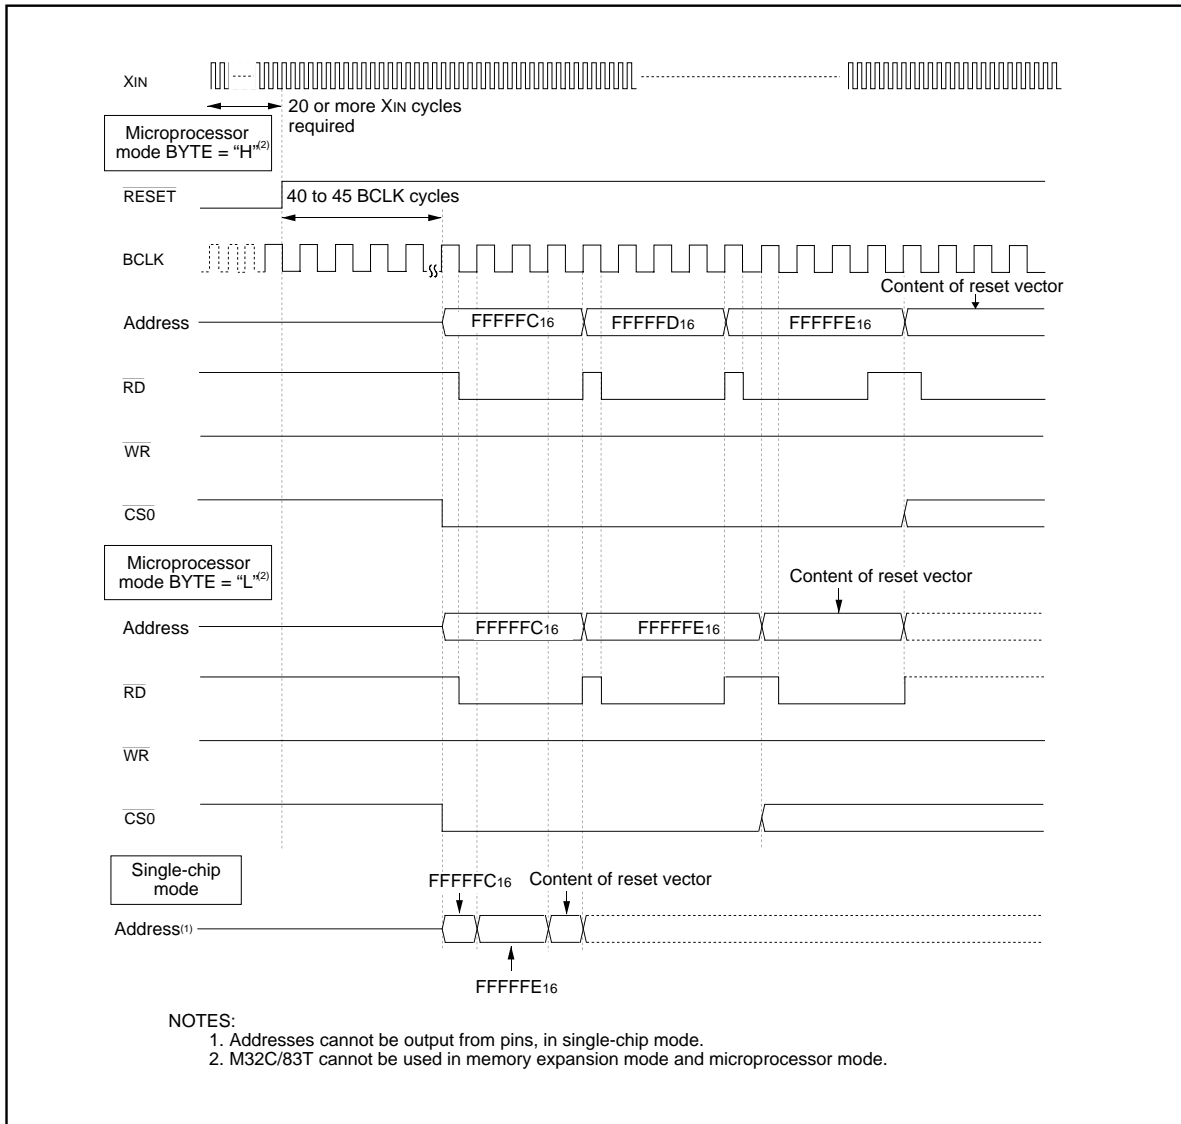 XIN
20 or more XIN cycles
required
Microprocessor
mode BYTE = “H”(2)
RESET
40 to 45 BCLK cycles
BCLK
Content of reset vector
Address
FFFFFC16
FFFFFD16
FFFFFE16
RD
WR
CS0
Microprocessor
mode BYTE = “L”(2)
Content of reset vector
Address
FFFFFC16
FFFFFE16
RD
WR
CS0
Single-chip
mode
FFFFFC16
Content of reset vector
Address(1)
FFFFFE16
NOTES:
1. Addresses cannot be output from pins, in single-chip mode.
2. M32C/83T cannot be used in memory expansion mode and microprocessor mode.